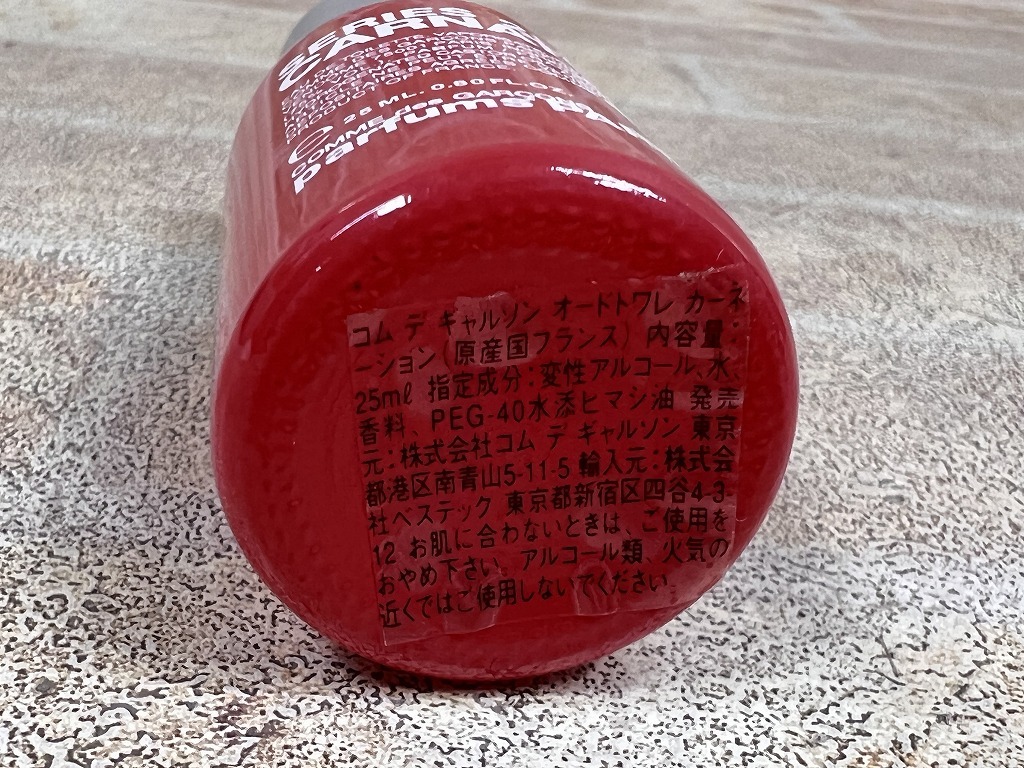 SERIES
CARNA
25 ML. 0.80 FL.OZ.
COMME des GARCO
parfums PAR
コム デ ギャルソン オードトワレ カーネ
ーション(原産国フランス) 内容量:
25mℓ 指定成分:変性アルコール、水、
香料、PEG-40水添ヒマシ油 発売
元:株式会社コム デ ギャルソン 東京
都港区南青山5-11-5 輸入元:株式会
社ベステック 東京都新宿区四谷4-3-
12 お肌に合わないときは、ご使用を
おやめ下さい。アルコール類、火気の
近くではご使用しないでください。